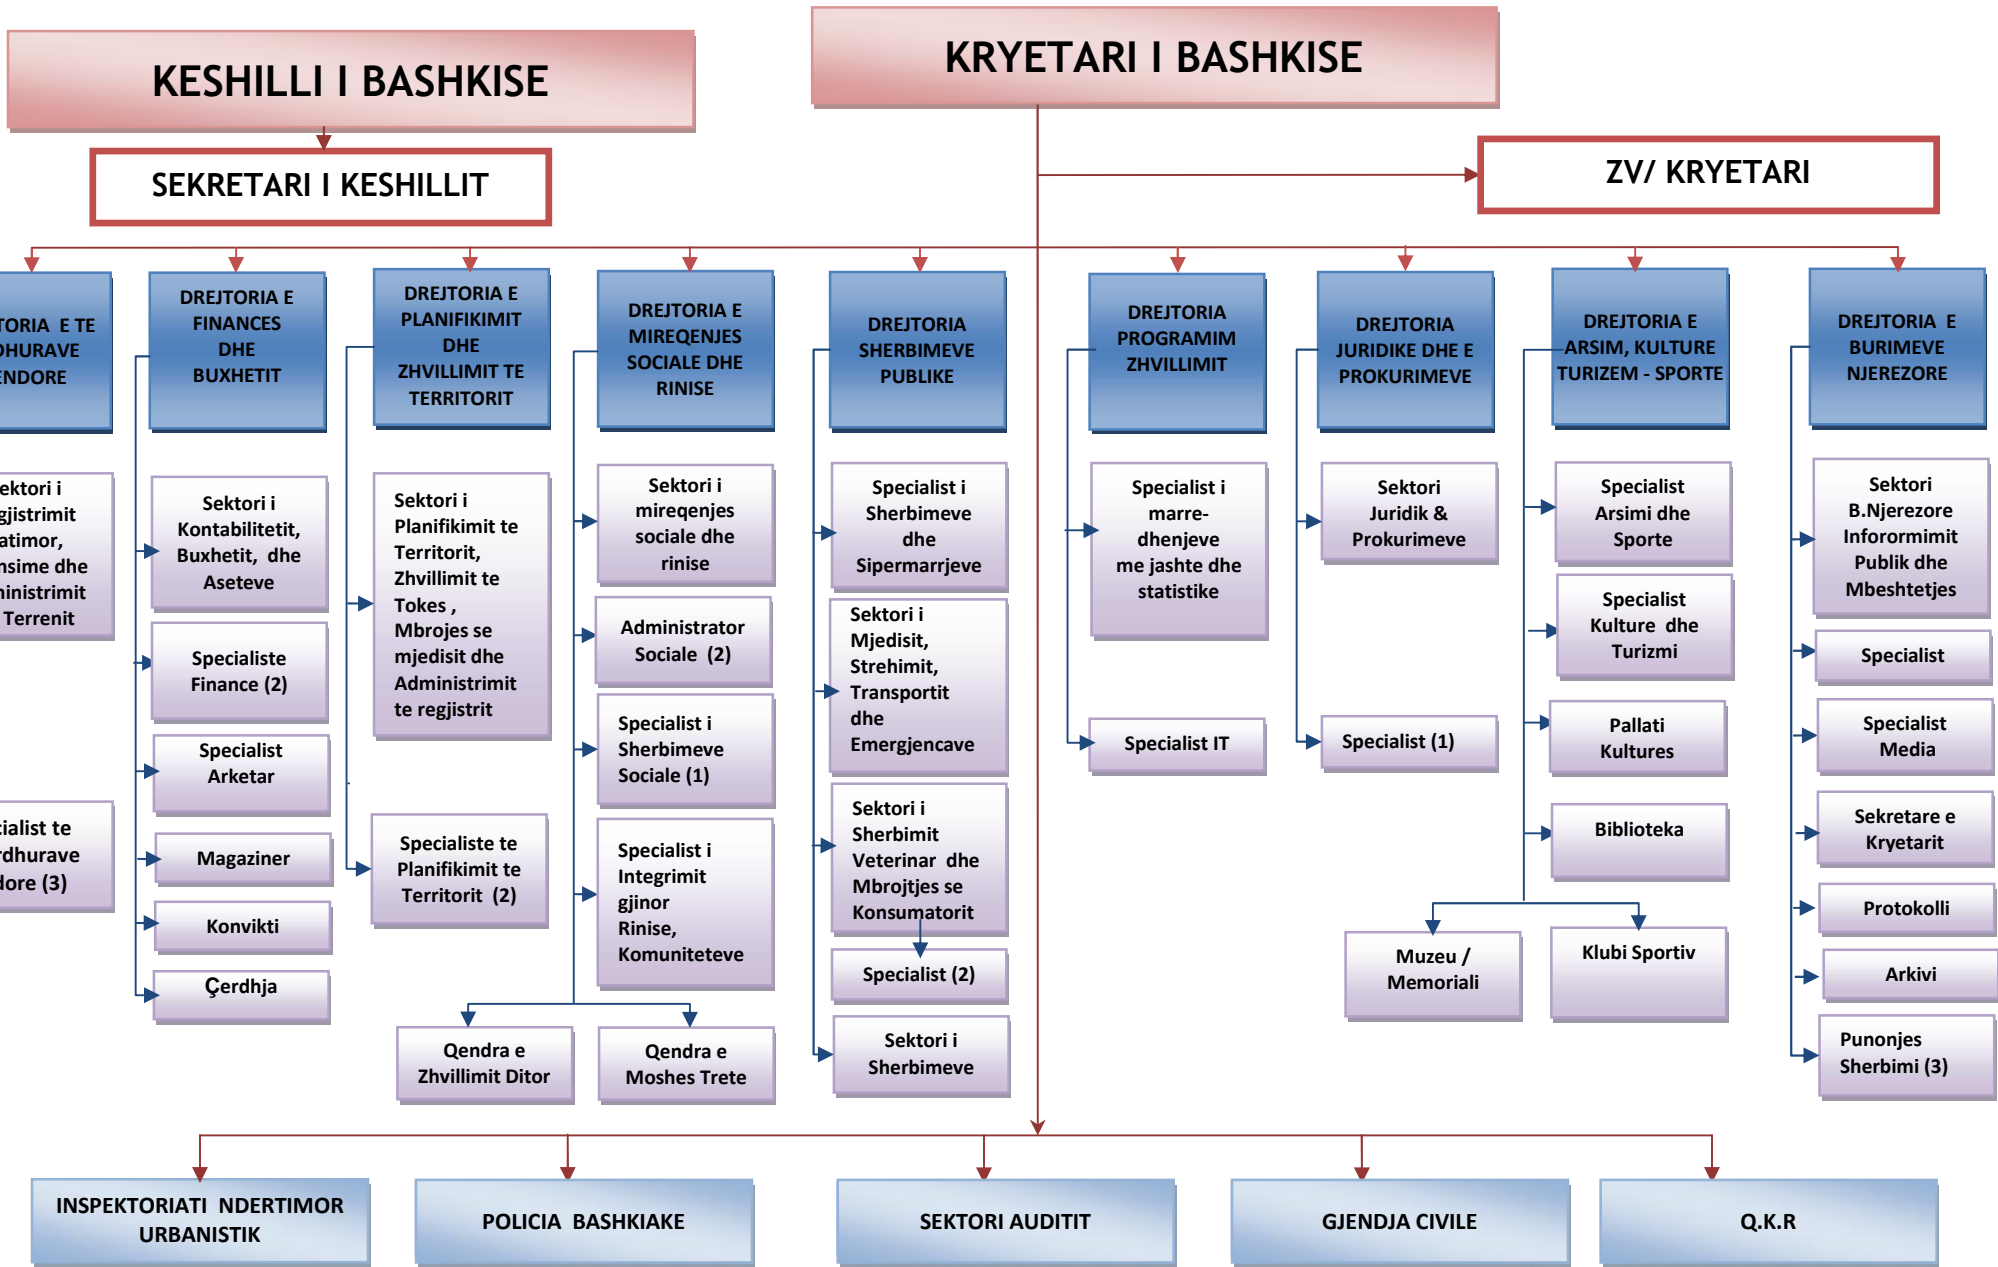 KESHILLI I BASHKISE
KRYETARI I BASHKISE
SEKRETARI I KESHILLIT
ZV/ KRYETARI
E TE
DREJTORIA E
FINANCES
DHE
BUXHETIT
DREJTORIA E
PLANIFIKIMIT
DHE
ZHVILLIMIT TE
TERRITORIT
DREJTORIA E
MIREQENJES
SOCIALE DHE
RINISE
DREJTORIA
SHERBIMEVE
PUBLIKE
DREJTORIA
PROGRAMIM
ZHVILLIMIT
DREJTORIA
JURIDIKE DHE E
PROKURIMEVE
DREJTORIA E
ARSIM, KULTURE
TURIZEM - SPORTE
DREJTORIA E
BURIMEVE
NJEREZORE
i
dhe
Terrenit
te
(3)
Sektori i
Kontabilitetit,
Buxhetit, dhe
Aseteve
Specialiste
Finance (2)
Specialist
Arketar
Magaziner
Konvikti
Çerdhja
Sektori i
Planifikimit te
Territorit,
Zhvillimit te
Tokes ,
Mbrojes se
mjedisit dhe
Administrimit
te regjistrit
Specialiste te
Planifikimit te
Territorit (2)
Sektori i
mireqenjes
sociale dhe
rinise
Administrator
Sociale (2)
Specialist i
Sherbimeve
Sociale (1)
Specialist i
Integrimit
gjinor
Rinise,
Komuniteteve
Qendra e
Zhvillimit Ditor
Qendra e
Moshes Trete
Specialist i
Sherbimeve
dhe
Sipermarrjeve
Sektori i
Mjedisit,
Strehimit,
Transportit
dhe
Emergjencave
Sektori i
Sherbimit
Veterinar dhe
Mbrojtjes se
Konsumatorit
Specialist (2)
Sektori i
Sherbimeve
Specialist i
marre-
dhenjeve
me jashte dhe
statistike
Specialist IT
Sektori
Juridik &
Prokurimeve
Specialist (1)
Specialist
Arsimi dhe
Sporte
Specialist
Kulture dhe
Turizmi
Pallati
Kultures
Biblioteka
Muzeu /
Memoriali
Klubi Sportiv
Sektori
B.Njerezore
Inforormimit
Publik dhe
Mbeshtetjes
Specialist
Specialist
Media
Sekretare e
Kryetarit
Protokolli
Arkivi
Punonjes
Sherbimi (3)
INSPEKTORIATI NDERTIMOR
URBANISTIK
POLICIA BASHKIAKE
SEKTORI AUDITIT
GJENDJA CIVILE
Q.K.R